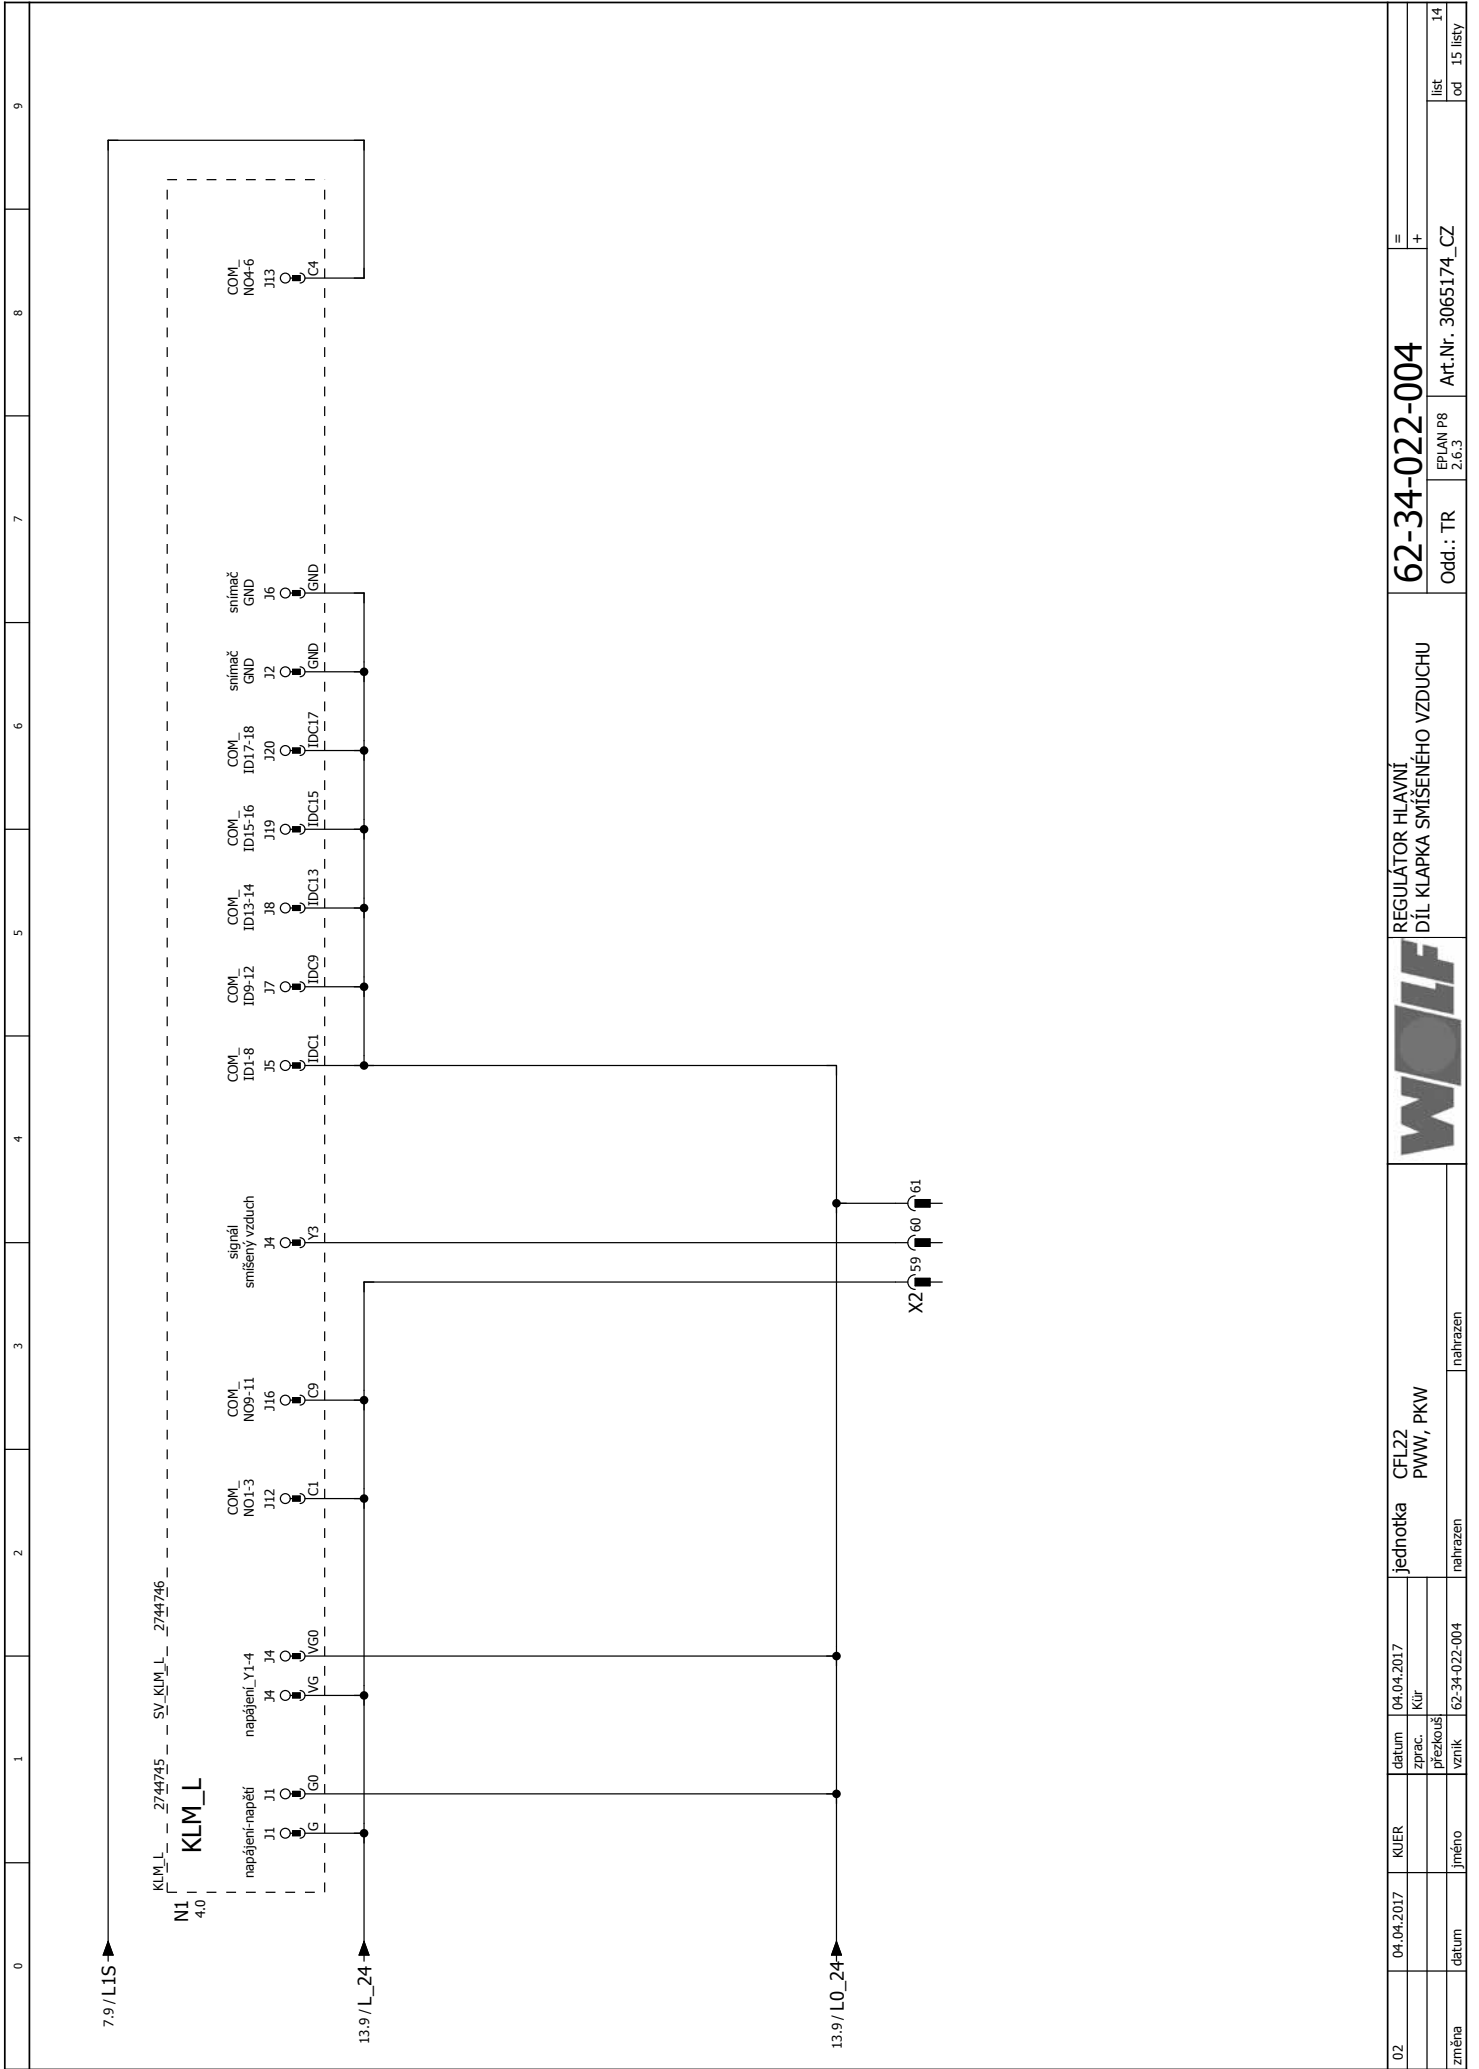 0 1 2 3 4 5 6 7 8 9
7.9 / L1S
KLM_L 2744745 SV_KLM_L 2744746
N1
4.0
KLM_L
napájení-napětí
J1 J1
G G0
napájení_Y1-4
J4 J4
VG VG0
COM_
NO1-3
J12
C1
COM_
NO9-11
J16
C9
signál
smíšený vzduch
J4
Y3
COM_
ID1-8
J5
IDC1
COM_
ID9-12
J7
IDC9
COM_
ID13-14
J8
IDC13
COM_
ID15-16
J19
IDC15
COM_
ID17-18
J20
IDC17
snímač
GND
J2
GND
snímač
GND
J6
GND
COM_
NO4-6
J13
C4
13.9 / L_24
13.9 / L0_24
X2 59 60 61
02 04.04.2017 KUER
změna datum jméno
datum 04.04.2017
zprac. Kür
přezkouš.
vznik 62-34-022-004
jednotka CFL22
PWW, PKW
nahrazen nahrazen
WOLF
REGULÁTOR HLAVNÍ
DÍL KLAPKA SMÍŠENÉHO VZDUCHU
62-34-022-004
=
+
Odd.: TR
EPLAN P8
2.6.3
Art.Nr. 3065174_CZ
list 14
od 15 listy